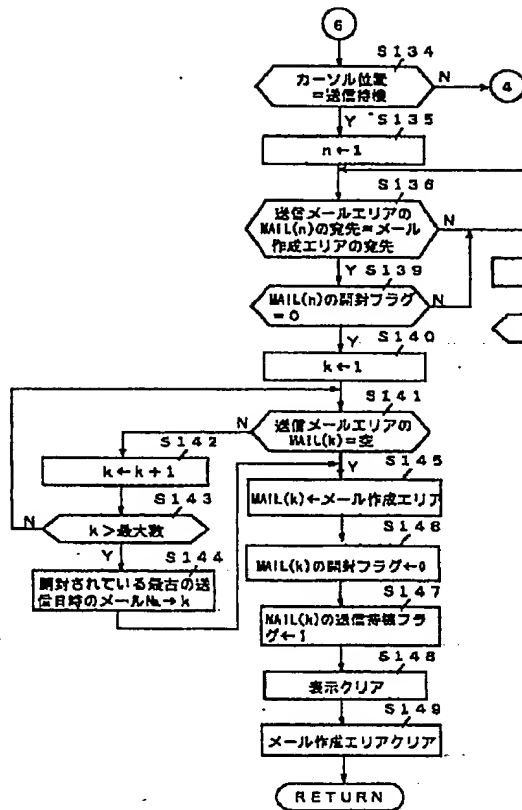 6
S134
カーソル位置
=送信待機
N
4
Y
S135
n←1
S136
送信メールエリアの
MAIL(n)の宛先=メール
作成エリアの宛先
N
Y
S139
MAIL(n)の開封フラグ
=0
N
Y
S140
k←1
S141
送信メールエリアの
MAIL(k)=空
N
Y
S142
k←k+1
S143
k>最大数
N
Y
S144
開封されている最古の送
信日時のメール№→k
S145
MAIL(k)←メール作成エリア
S146
MAIL(k)の開封フラグ←0
S147
MAIL(k)の送信待機フラ
グ←1
S148
表示クリア
S149
メール作成エリアクリア
RETURN